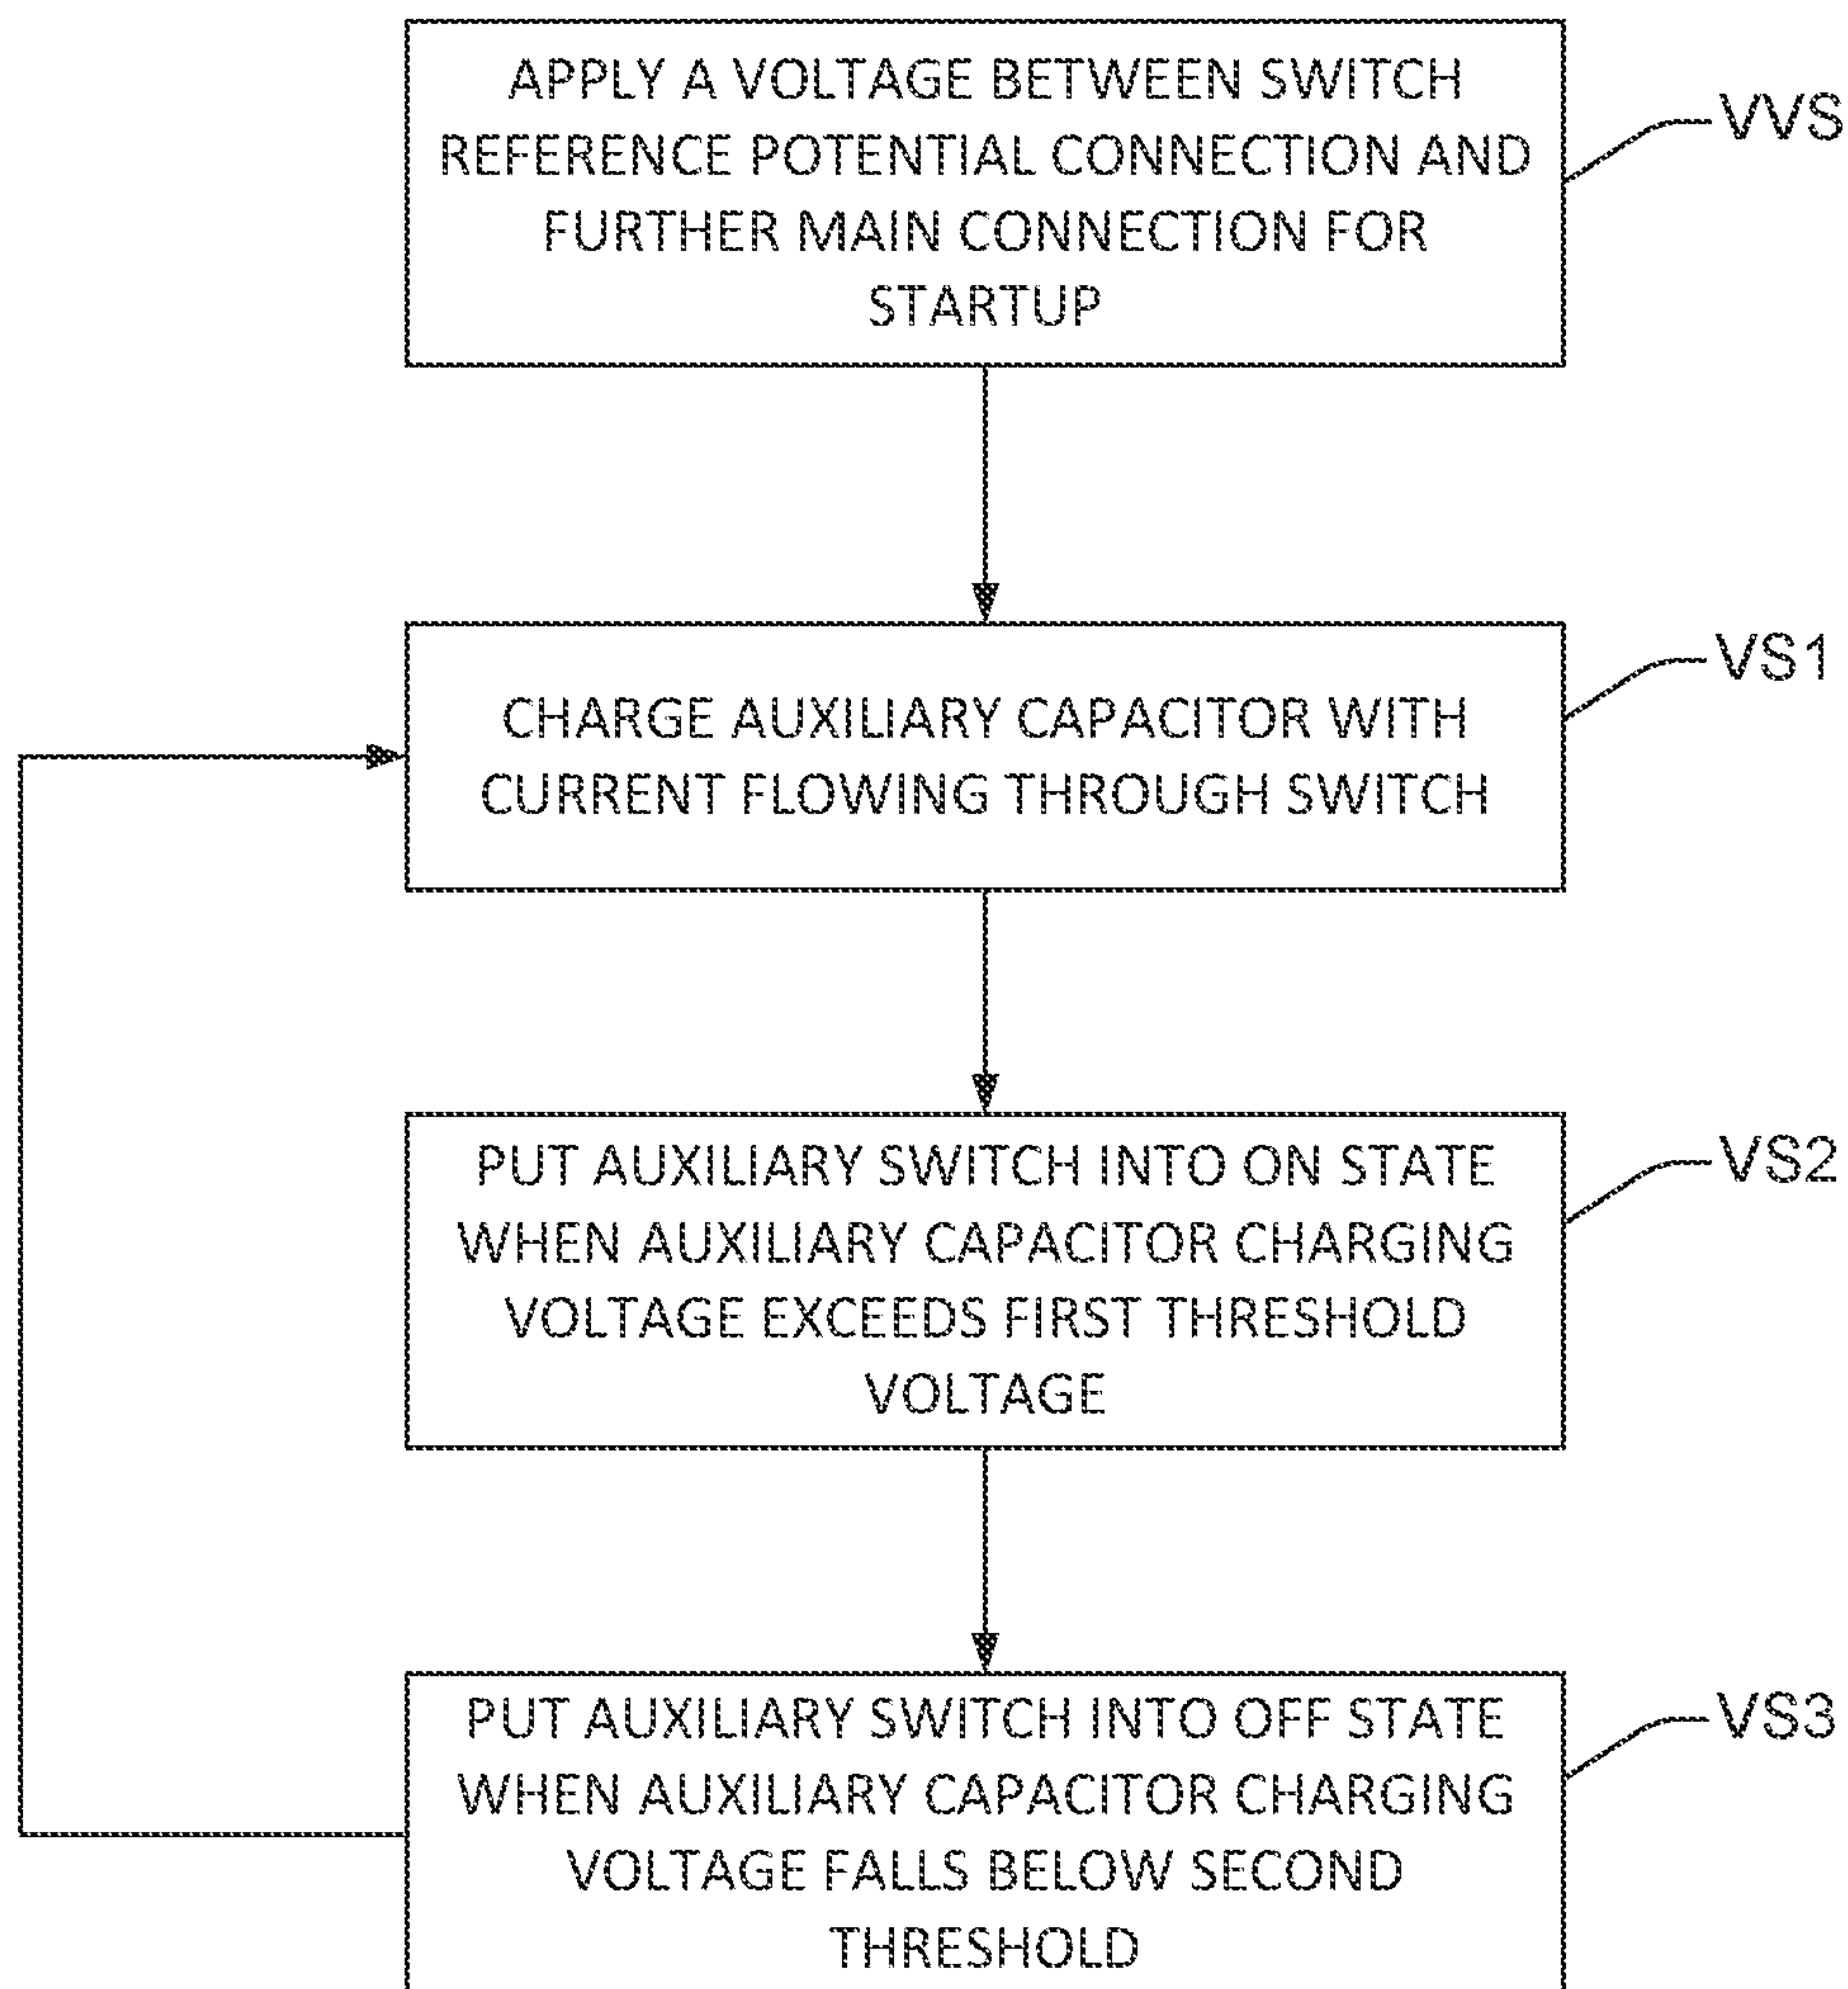 APPLY A VOLTAGE BETWEEN SWITCH
REFERENCE POTENTIAL CONNECTION AND
FURTHER MAIN CONNECTION FOR
STARTUP
VVS
CHARGE AUXILIARY CAPACITOR WITH
CURRENT FLOWING THROUGH SWITCH
VS1
PUT AUXILIARY SWITCH INTO ON STATE
WHEN AUXILIARY CAPACITOR CHARGING
VOLTAGE EXCEEDS FIRST THRESHOLD
VOLTAGE
VS2
PUT AUXILIARY SWITCH INTO OFF STATE
WHEN AUXILIARY CAPACITOR CHARGING
VOLTAGE FALLS BELOW SECOND
THRESHOLD
VS3